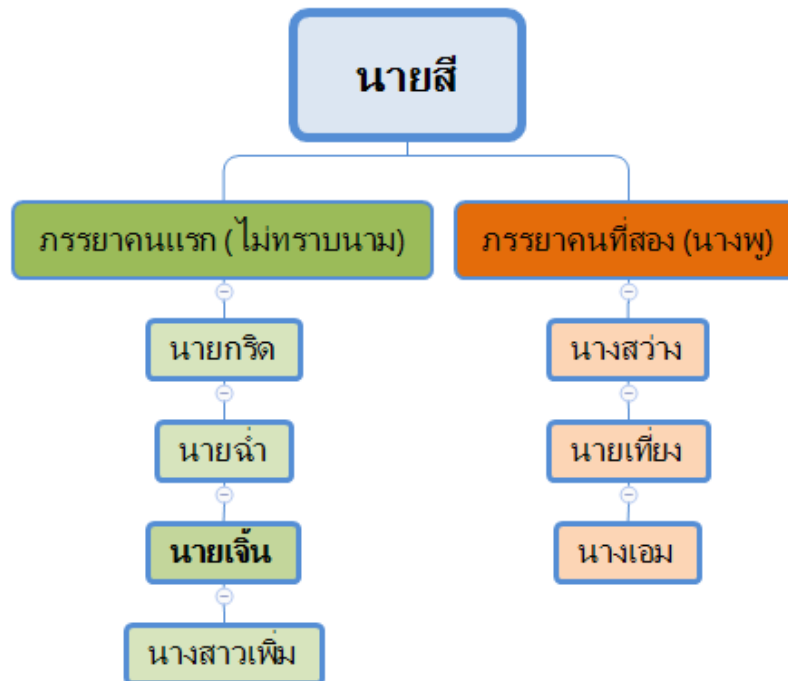 นายสี
ภรรยาคนแรก (ไม่ทราบนาม)
ภรรยาคนที่สอง (นางพู)
นายกริด
นางสว่าง
นายฉ่ำ
นายเที่ยง
นายเจิ้น
นางเอม
นางสาวเพิ่ม